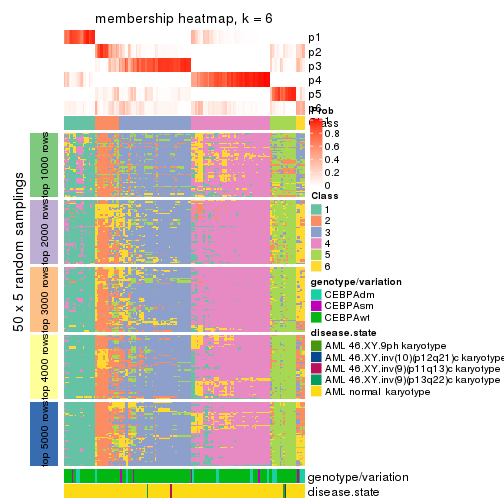 membership heatmap, k = 6
p1
p2
p3
p4
p5
p6
Prob
1
0.8
0.6
0.4
0.2
0
Class
Class
1
2
3
4
5
6
50 x 5 random samplings
top 1000 rows
top 2000 rows
top 3000 rows
top 4000 rows
top 5000 rows
genotype/variation
CEBPAdm
CEBPAsm
CEBPAwt
disease.state
AML 46.XY.9ph karyotype
AML 46.XY.inv(10)(p12q21)c karyotype
AML 46.XY.inv(9)(p11q13)c karyotype
AML 46.XY.inv(9)(p13q22)c karyotype
AML normal karyotype
genotype/variation
disease.state